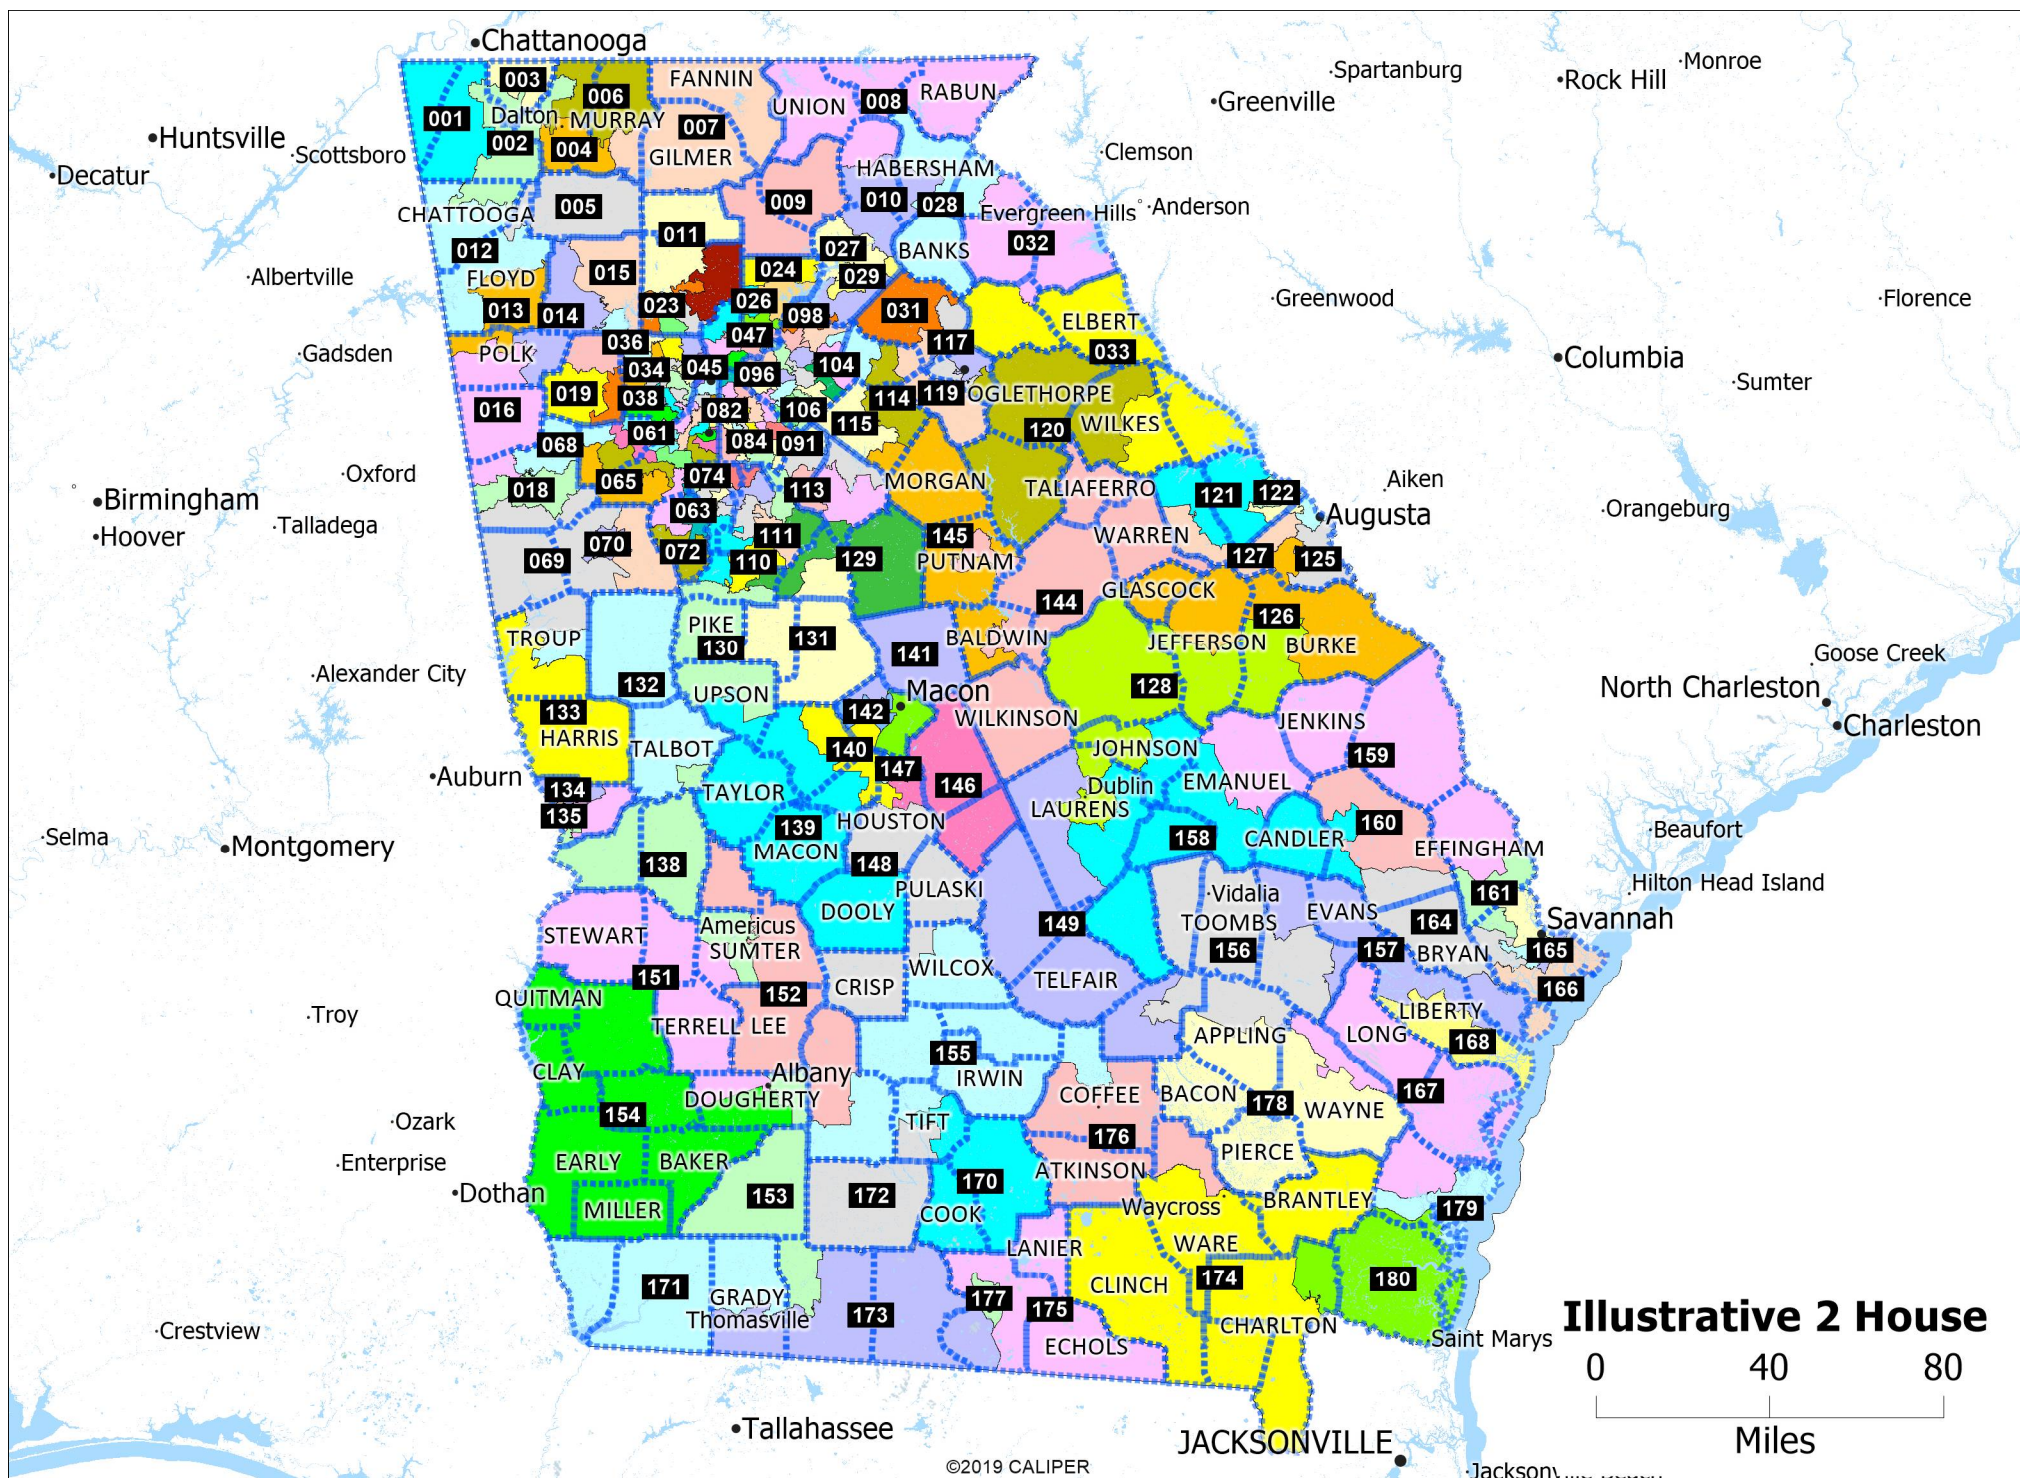 Chattanooga
Spartanburg
Monroe
Rock Hill
Greenville
003
FANNIN
006
UNION
008
RABUN
001
Dalton
MURRAY
007
Huntsville
002
004
GILMER
Scottsboro
Clemson
Decatur
HABERSHAM
CHATTOOGA
005
009
010
028
Evergreen Hills
Anderson
011
027
BANKS
032
012
Albertville
FLOYD
015
024
029
Greenwood
Florence
013
014
023
026
098
031
ELBERT
047
117
033
036
Gadsden
POLK
034
045
096
104
Columbia
Sumter
016
019
038
082
106
114
119
OGLETHORPE
115
120
WILKES
068
061
084
091
Oxford
065
074
MORGAN
TALIAFERRO
121
122
Aiken
Birmingham
018
113
063
Augusta
Orangeburg
Hoover
Talladega
070
111
145
WARREN
069
072
110
129
PUTNAM
127
125
GLASCOCK
144
126
TROUP
PIKE
131
BALDWIN
JEFFERSON
BURKE
130
141
Goose Creek
Alexander City
132
UPSON
Macon
128
North Charleston
133
142
WILKINSON
JENKINS
Charleston
HARRIS
TALBOT
140
JOHNSON
159
Auburn
147
146
Dublin
EMANUEL
134
TAYLOR
LAURENS
135
139
HOUSTON
158
CANDLER
160
Selma
Montgomery
MACON
EFFINGHAM
Beaufort
138
148
PULASKI
Vidalia
161
Hilton Head Island
DOOLY
EVANS
STEWART
Americus
149
TOOMBS
164
Savannah
SUMTER
156
157
BRYAN
165
151
WILCOX
TELFAIR
QUITMAN
152
CRISP
166
Troy
TERRELL
LEE
APPLING
LONG
LIBERTY
168
155
CLAY
Albany
IRWIN
DOUGHERTY
COFFEE
BACON
178
WAYNE
167
Ozark
154
TIFT
176
Enterprise
EARLY
BAKER
ATKINSON
PIERCE
Dothan
153
172
170
MILLER
COOK
Waycross
BRANTLEY
179
LANIER
WARE
171
CLINCH
174
180
GRADY
177
Thomasville
173
175
CHARLTON
Illustrative 2 House
Crestview
ECHOLS
Saint Marys
0 40 80
Miles
Tallahassee
JACKSONVILLE
©2019 CALIPER